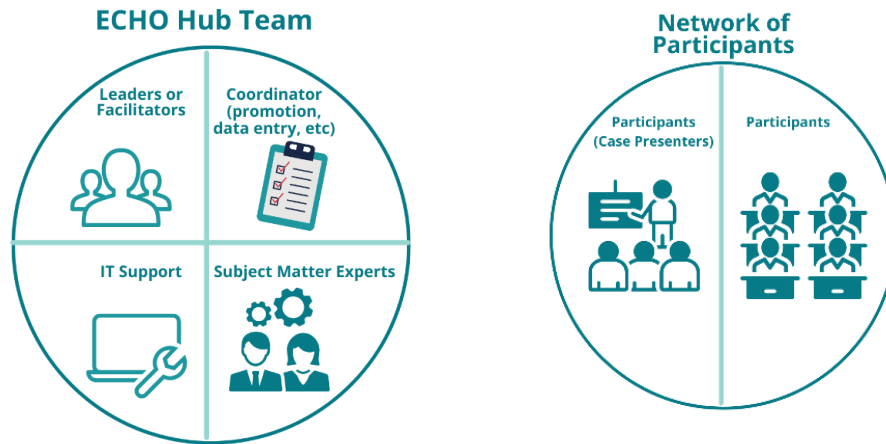 ECHO Hub Team
Leaders or
Facilitators
Coordinator
(promotion,
data entry, etc)
IT Support
Subject Matter Experts
Network of
Participants
Participants
(Case Presenters)
Participants